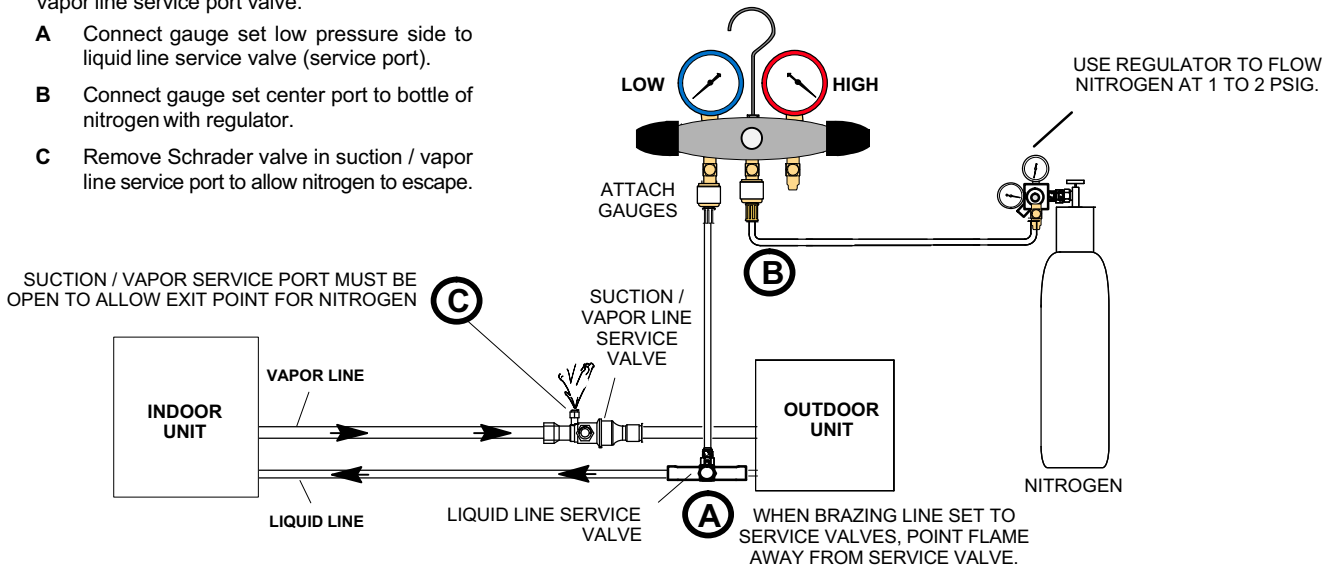 vapor line service port valve.
A Connect gauge set low pressure side to
liquid line service valve (service port).
B Connect gauge set center port to bottle of
nitrogen with regulator.
C Remove Schrader valve in suction / vapor
line service port to allow nitrogen to escape.
LOW
HIGH
USE REGULATOR TO FLOW
NITROGEN AT 1 TO 2 PSIG.
ATTACH
GAUGES
B
SUCTION / VAPOR SERVICE PORT MUST BE
OPEN TO ALLOW EXIT POINT FOR NITROGEN
C
SUCTION /
VAPOR LINE
SERVICE
VALVE
VAPOR LINE
INDOOR
UNIT
OUTDOOR
UNIT
NITROGEN
LIQUID LINE
LIQUID LINE SERVICE
VALVE
A
WHEN BRAZING LINE SET TO
SERVICE VALVES, POINT FLAME
AWAY FROM SERVICE VALVE.